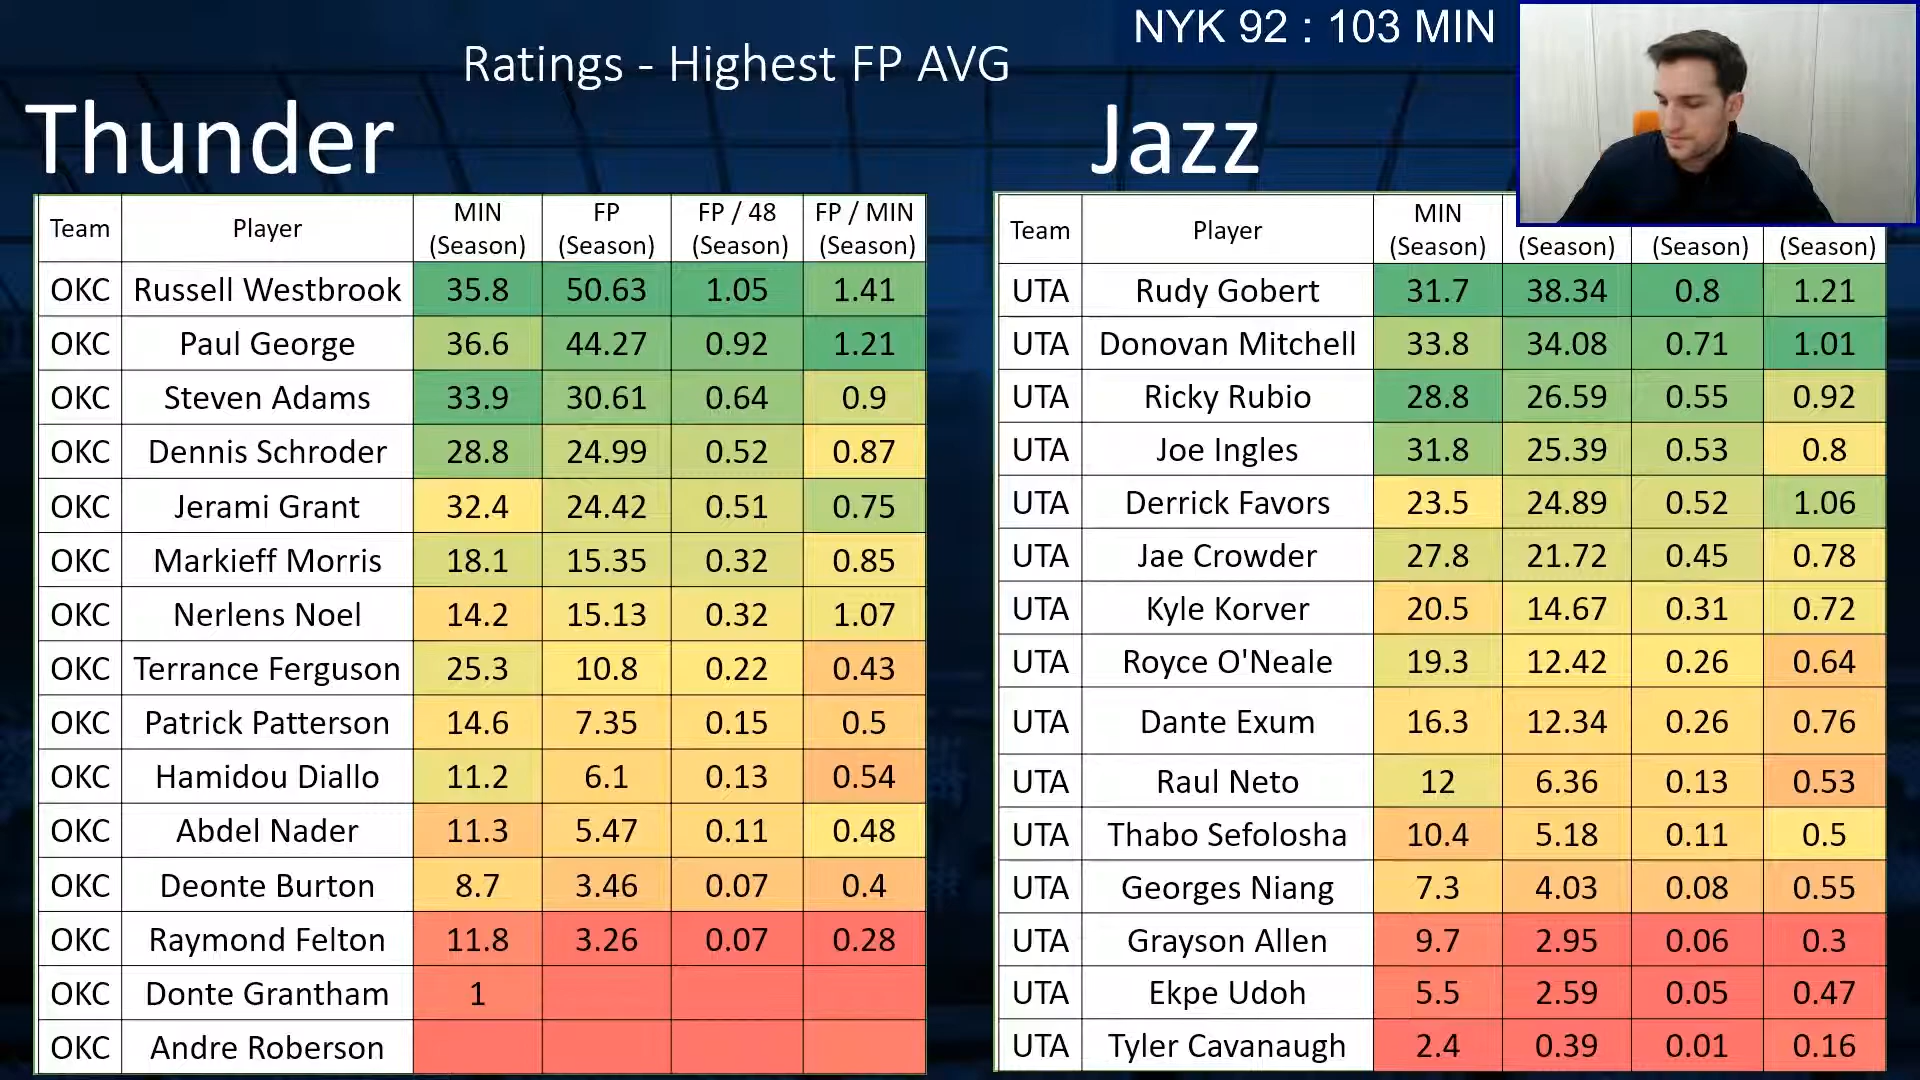 NYK 92 : 103 MIN
Ratings - Highest FP AVG
Thunder
Team Player MIN (Season) FP (Season) FP / 48 (Season) FP / MIN (Season)
OKC Russell Westbrook 35.8 50.63 1.05 1.41
OKC Paul George 36.6 44.27 0.92 1.21
OKC Steven Adams 33.9 30.61 0.64 0.9
OKC Dennis Schroder 28.8 24.99 0.52 0.87
OKC Jerami Grant 32.4 24.42 0.51 0.75
OKC Markieff Morris 18.1 15.35 0.32 0.85
OKC Nerlens Noel 14.2 15.13 0.32 1.07
OKC Terrance Ferguson 25.3 10.8 0.22 0.43
OKC Patrick Patterson 14.6 7.35 0.15 0.5
OKC Hamidou Diallo 11.2 6.1 0.13 0.54
OKC Abdel Nader 11.3 5.47 0.11 0.48
OKC Deonte Burton 8.7 3.46 0.07 0.4
OKC Raymond Felton 11.8 3.26 0.07 0.28
OKC Donte Grantham 1
OKC Andre Roberson
Jazz
Team Player MIN (Season) (Season) (Season) (Season)
UTA Rudy Gobert 31.7 38.34 0.8 1.21
UTA Donovan Mitchell 33.8 34.08 0.71 1.01
UTA Ricky Rubio 28.8 26.59 0.55 0.92
UTA Joe Ingles 31.8 25.39 0.53 0.8
UTA Derrick Favors 23.5 24.89 0.52 1.06
UTA Jae Crowder 27.8 21.72 0.45 0.78
UTA Kyle Korver 20.5 14.67 0.31 0.72
UTA Royce O'Neale 19.3 12.42 0.26 0.64
UTA Dante Exum 16.3 12.34 0.26 0.76
UTA Raul Neto 12 6.36 0.13 0.53
UTA Thabo Sefolosha 10.4 5.18 0.11 0.5
UTA Georges Niang 7.3 4.03 0.08 0.55
UTA Grayson Allen 9.7 2.95 0.06 0.3
UTA Ekpe Udoh 5.5 2.59 0.05 0.47
UTA Tyler Cavanaugh 2.4 0.39 0.01 0.16